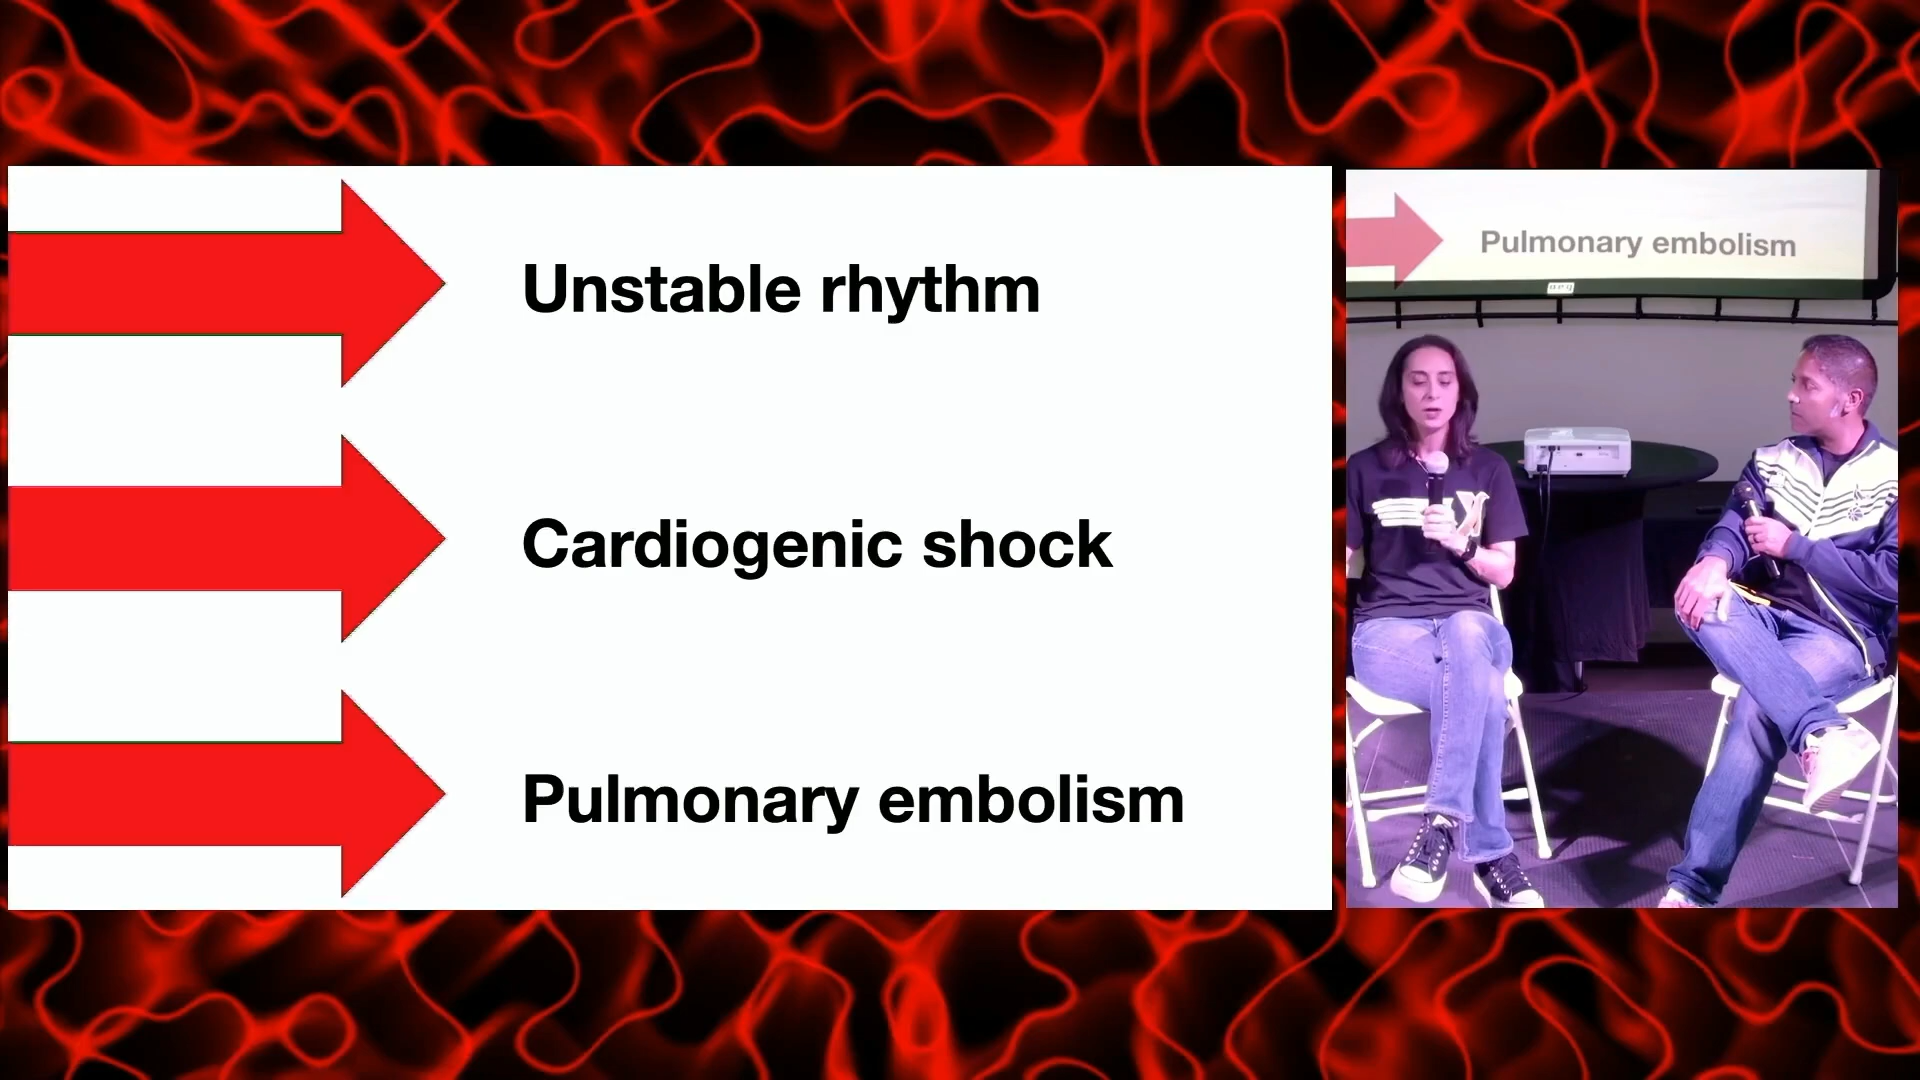 Unstable rhythm
Cardiogenic shock
Pulmonary embolism
Pulmonary embolism